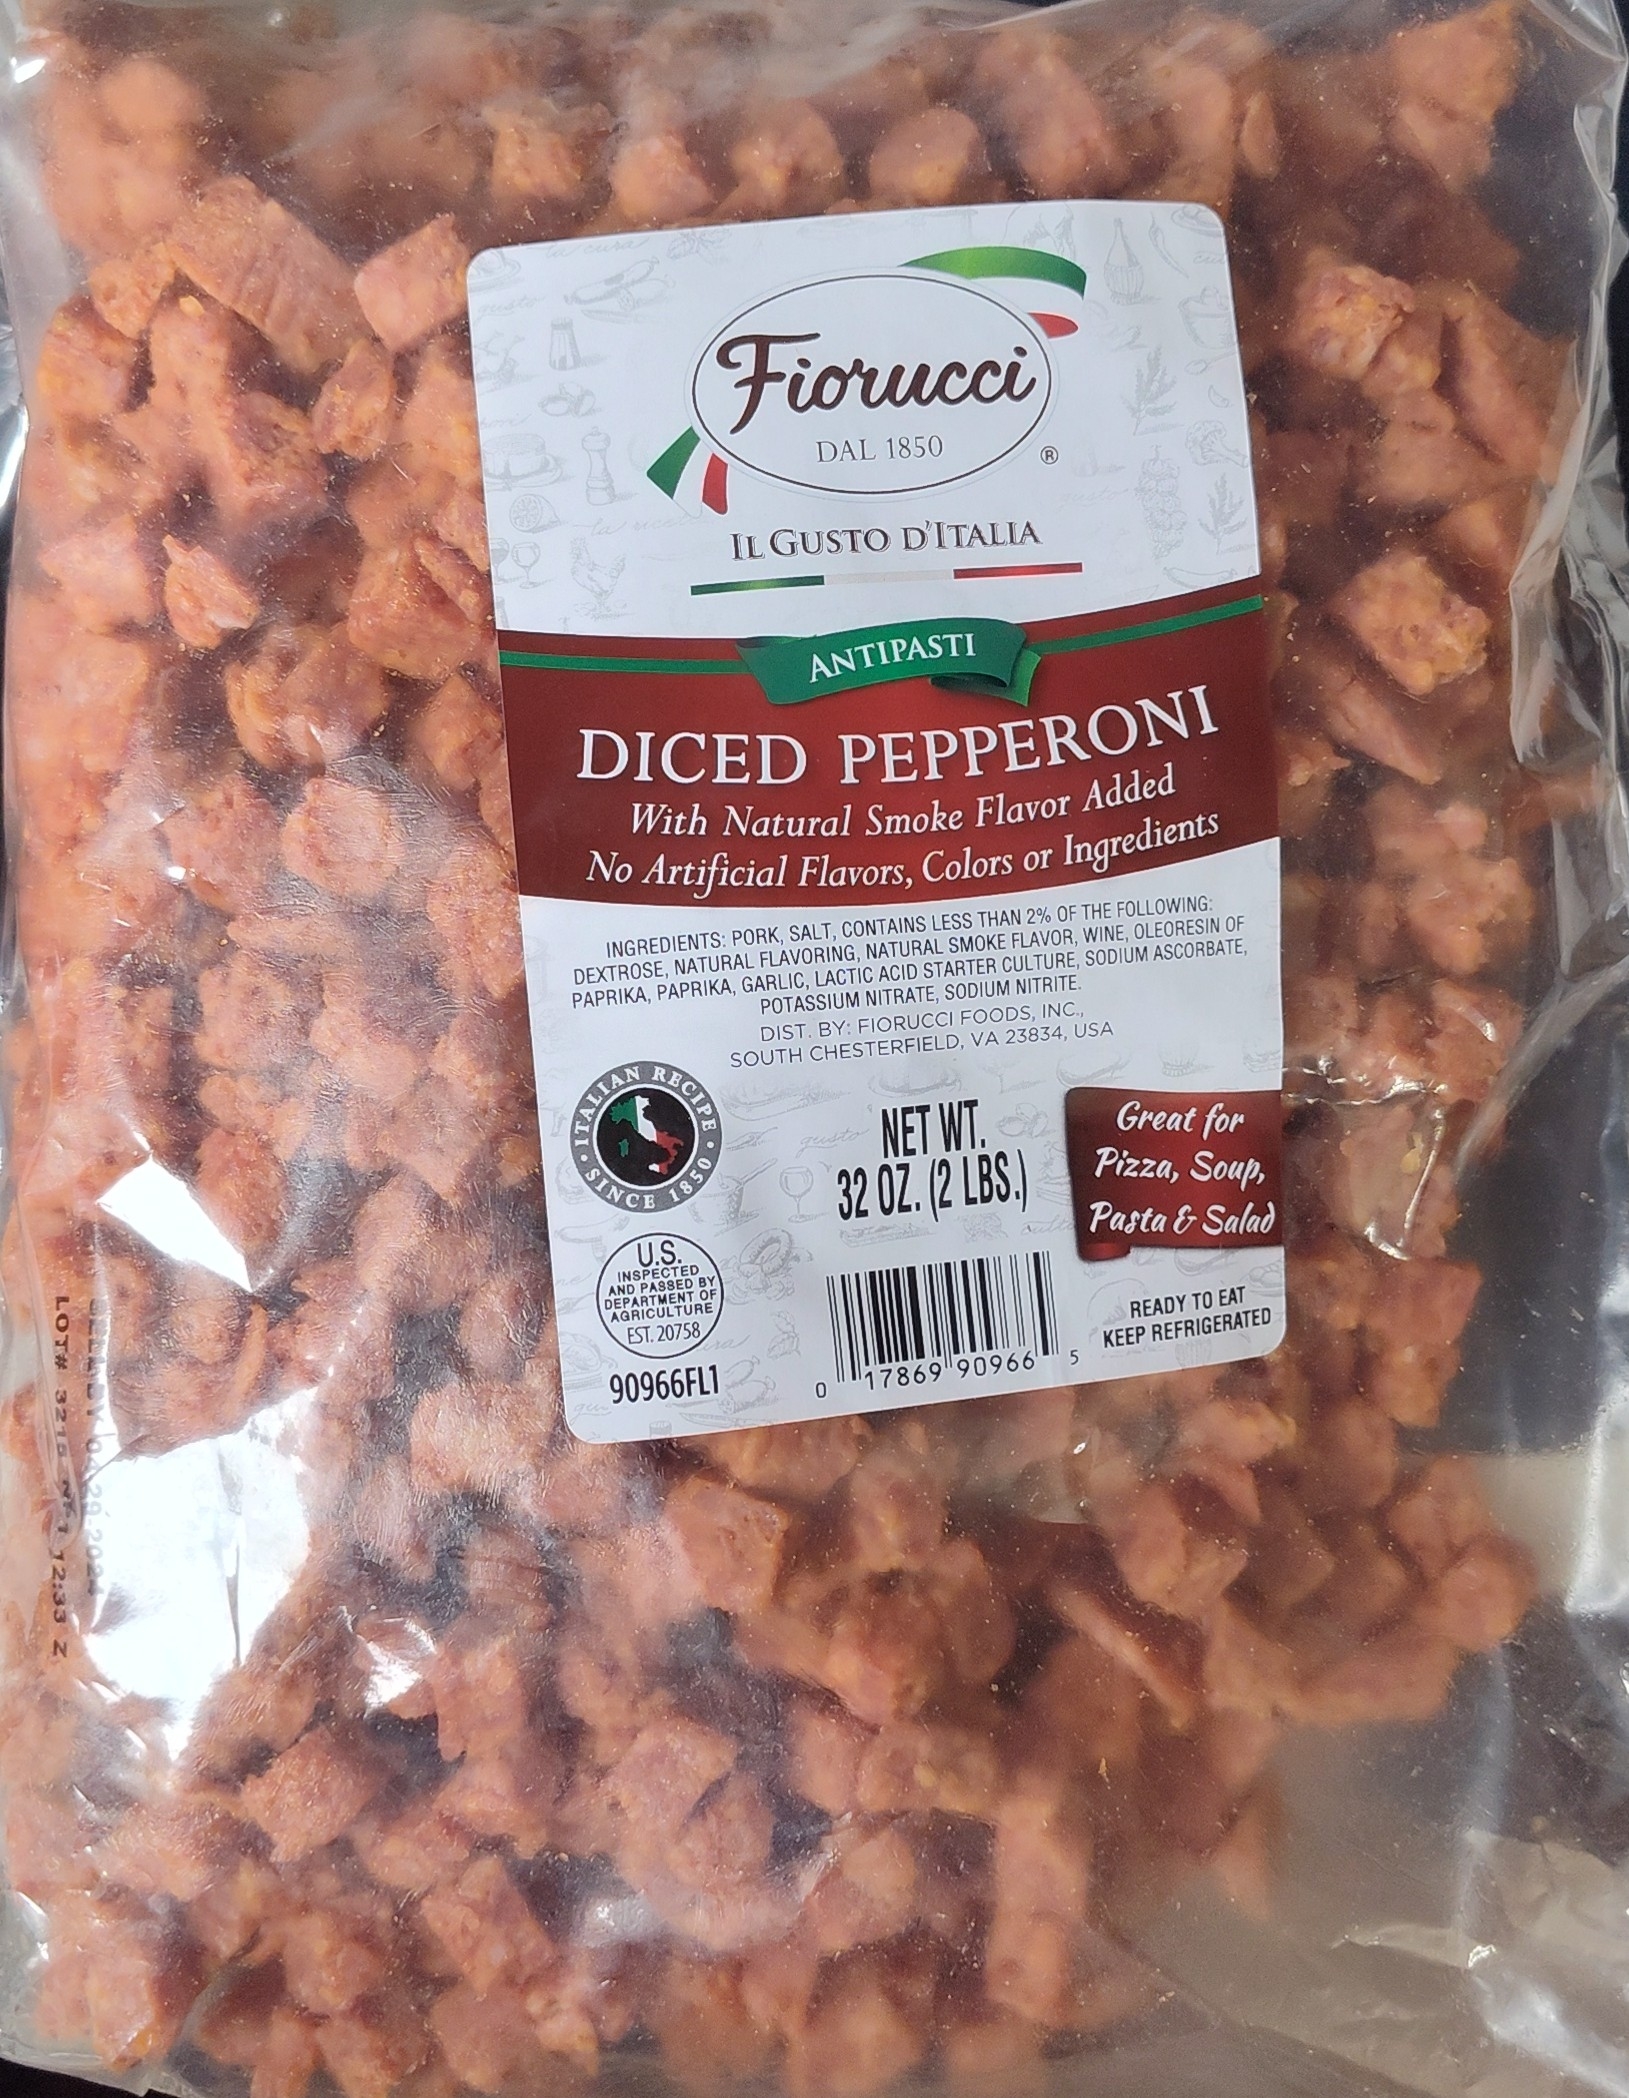 Fiorucci
DAL 1850
®
IL GUSTO D'ITALIA
ANTIPASTI
DICED PEPPERONI
With Natural Smoke Flavor Added
No Artificial Flavors, Colors or Ingredients
INGREDIENTS: PORK, SALT, CONTAINS LESS THAN 2% OF THE FOLLOWING:
DEXTROSE, NATURAL FLAVORING, NATURAL SMOKE FLAVOR, WINE, OLEORESIN OF
PAPRIKA, PAPRIKA, GARLIC, LACTIC ACID STARTER CULTURE, SODIUM ASCORBATE,
POTASSIUM NITRATE, SODIUM NITRITE.
DIST. BY: FIORUCCI FOODS, INC.,
SOUTH CHESTERFIELD, VA 23834, USA
• ITALIAN RECIPE •
SINCE 1850
NET WT.
32 OZ. (2 LBS.)
Great for
Pizza, Soup,
Pasta & Salad
U.S.
INSPECTED
AND PASSED BY
DEPARTMENT OF
AGRICULTURE
EST. 20758
90966FL1
0 17869 90966 5
READY TO EAT
KEEP REFRIGERATED
LOT# 12:33 Z